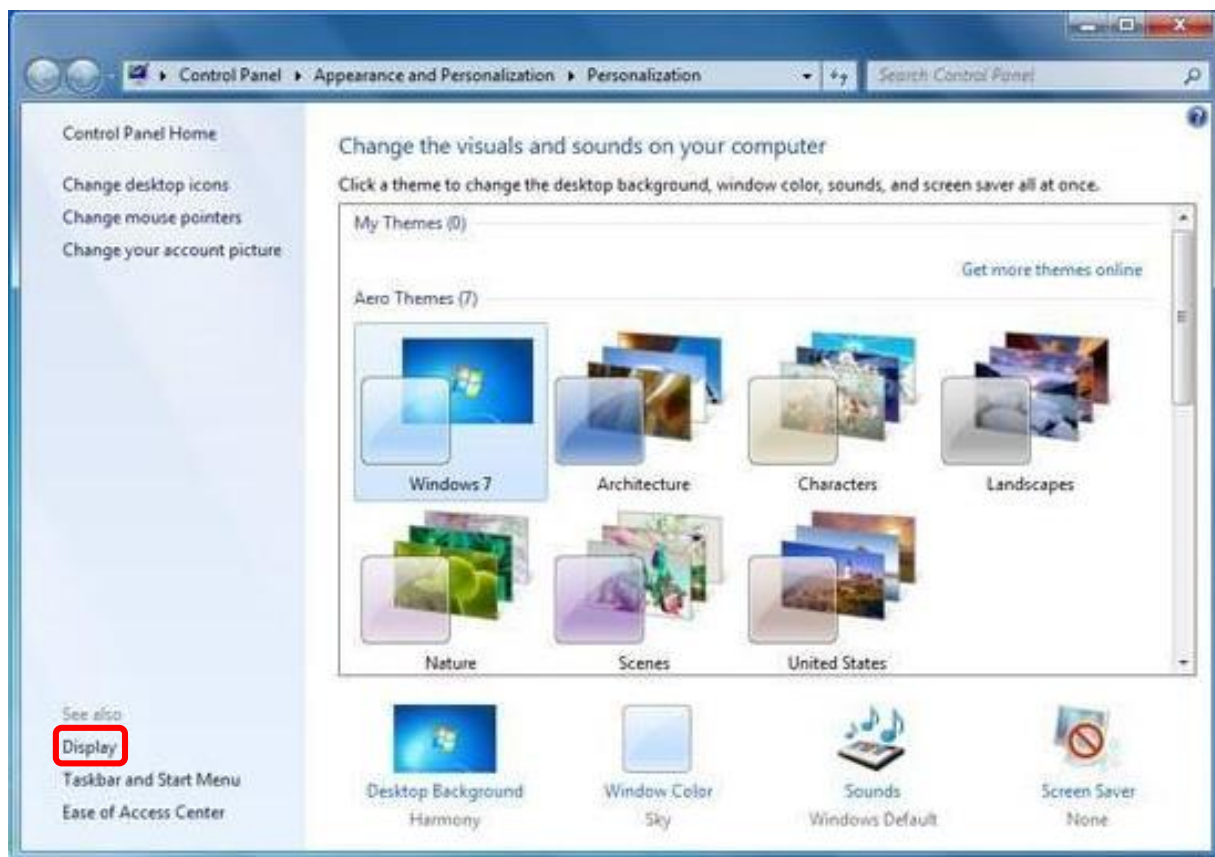 Control Panel ▸ Appearance and Personalization ▸ Personalization
Search Control Panel
Control Panel Home
Change desktop icons
Change mouse pointers
Change your account picture
Change the visuals and sounds on your computer
Click a theme to change the desktop background, window color, sounds, and screen saver all at once.
My Themes (0)
Get more themes online
Aero Themes (7)
Windows 7
Architecture
Characters
Landscapes
Nature
Scenes
United States
See also
Display
Taskbar and Start Menu
Ease of Access Center
Desktop Background
Harmony
Window Color
Sky
Sounds
Windows Default
Screen Saver
None